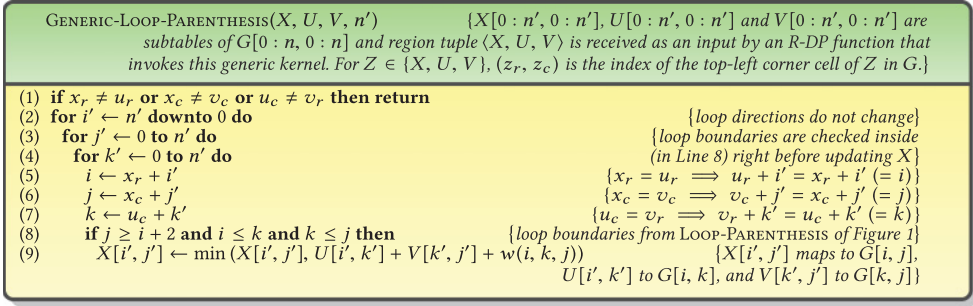 GENERIC-LOOP-PARENTHESIS(X, U, V, n′) {X[0 : n′, 0 : n′], U[0 : n′, 0 : n′] and V[0 : n′, 0 : n′] are
subtables of G[0 : n, 0 : n] and region tuple ⟨X, U, V⟩ is received as an input by an R-DP function that
invokes this generic kernel. For Z ∈ {X, U, V}, (z_r, z_c) is the index of the top-left corner cell of Z in G.}
(1) if x_r ≠ u_r or x_c ≠ v_c or u_c ≠ v_r then return
(2) for i′ ← n′ downto 0 do {loop directions do not change}
(3) for j′ ← 0 to n′ do {loop boundaries are checked inside
(4) for k′ ← 0 to n′ do (in Line 8) right before updating X}
(5) i ← x_r + i′ {x_r = u_r ⟹ u_r + i′ = x_r + i′ (= i)}
(6) j ← x_c + j′ {x_c = v_c ⟹ v_c + j′ = x_c + j′ (= j)}
(7) k ← u_c + k′ {u_c = v_r ⟹ v_r + k′ = u_c + k′ (= k)}
(8) if j ≥ i + 2 and i ≤ k and k ≤ j then {loop boundaries from LOOP-PARENTHESIS of Figure 1}
(9) X[i′, j′] ← min (X[i′, j′], U[i′, k′] + V[k′, j′] + w(i, k, j)) {X[i′, j′] maps to G[i, j],
U[i′, k′] to G[i, k], and V[k′, j′] to G[k, j]}